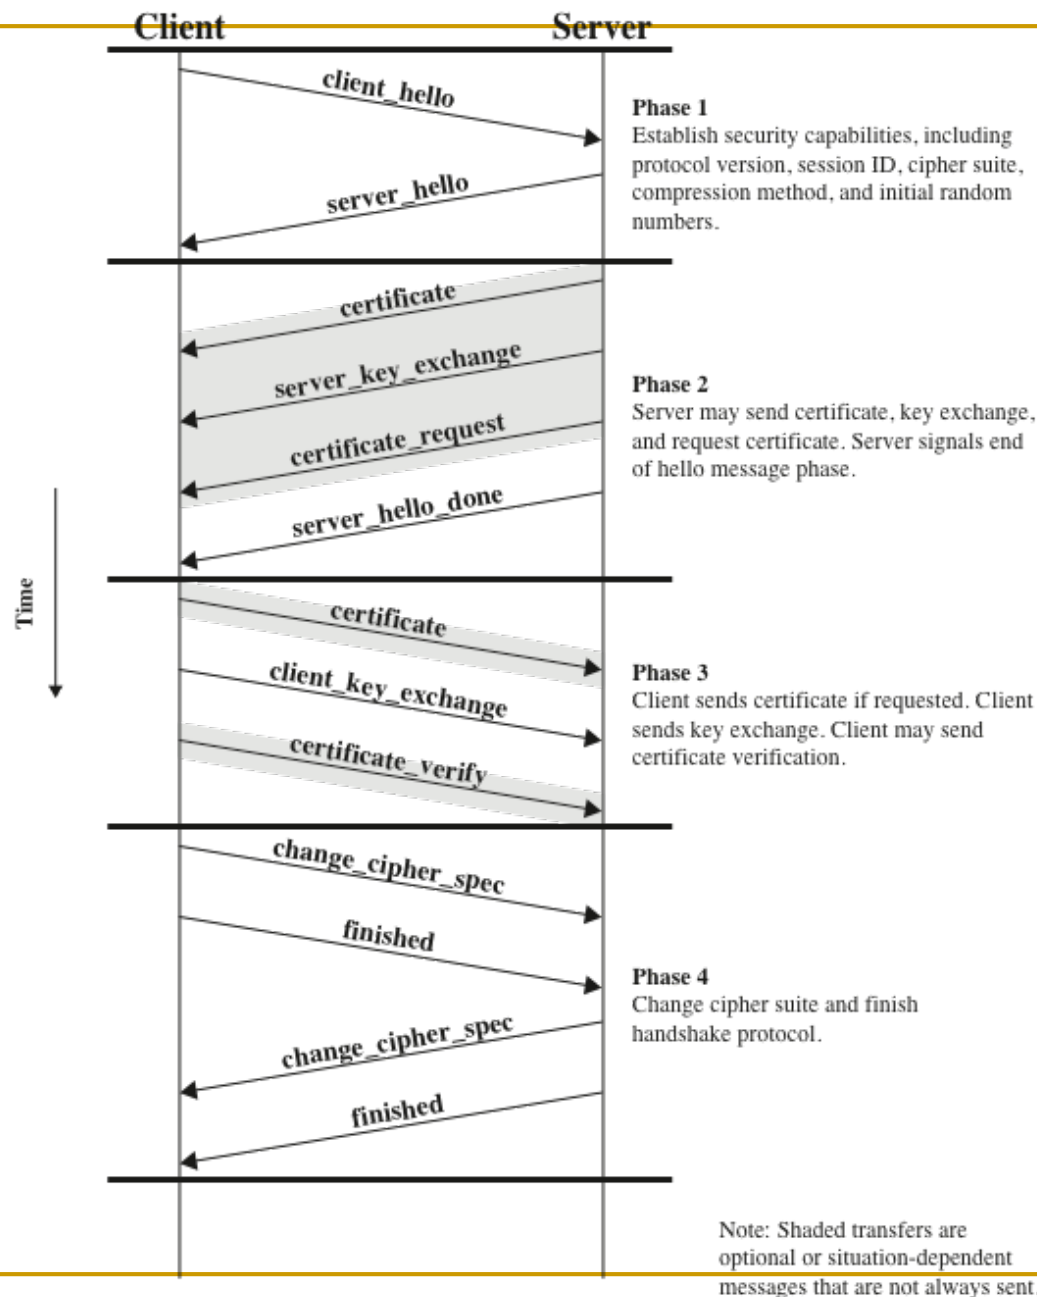 Client
Server
client_hello
Phase 1
Establish security capabilities, including
protocol version, session ID, cipher suite,
compression method, and initial random
numbers.
server_hello
certificate
server_key_exchange
Phase 2
Server may send certificate, key exchange,
and request certificate. Server signals end
of hello message phase.
certificate_request
server_hello_done
Time
certificate
client_key_exchange
Phase 3
Client sends certificate if requested. Client
sends key exchange. Client may send
certificate verification.
certificate_verify
change_cipher_spec
finished
Phase 4
Change cipher suite and finish
handshake protocol.
change_cipher_spec
finished
Note: Shaded transfers are
optional or situation-dependent
messages that are not always sent.